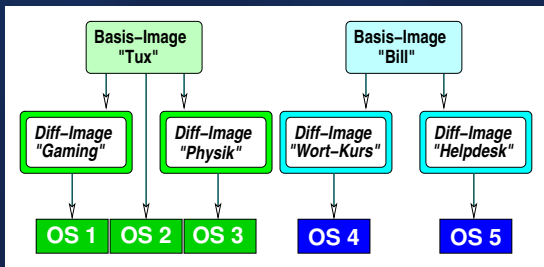 Basis-Image
"Tux"
Basis-Image
"Bill"
Diff-Image
"Gaming"
Diff-Image
"Physik"
Diff-Image
"Wort-Kurs"
Diff-Image
"Helpdesk"
OS 1
OS 2
OS 3
OS 4
OS 5